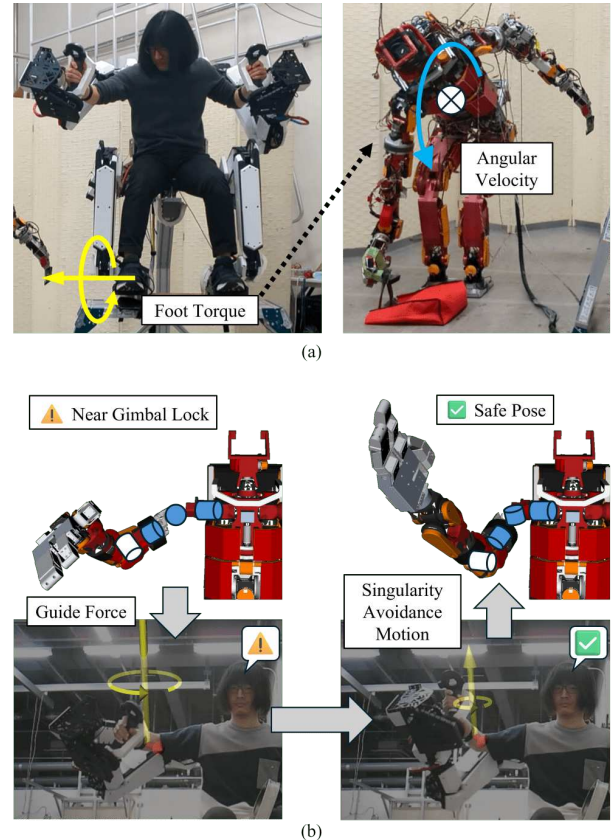 Angular
Velocity
Foot Torque
(a)
Near Gimbal Lock
Safe Pose
Guide Force
Singularity
Avoidance
Motion
(b)